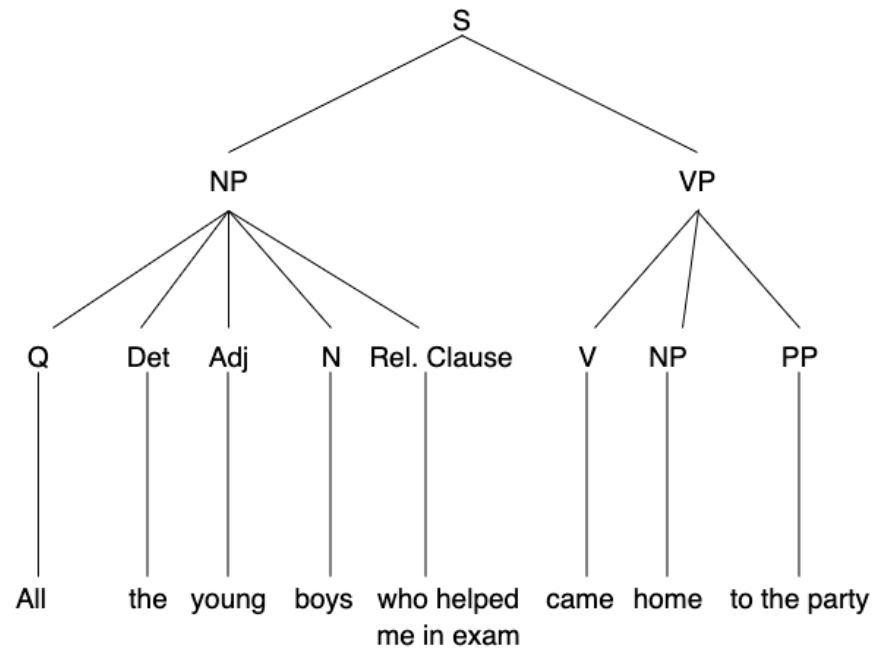 S
NP VP
Q Det Adj N Rel. Clause V NP PP
All the young boys who helped came home to the party
me in exam